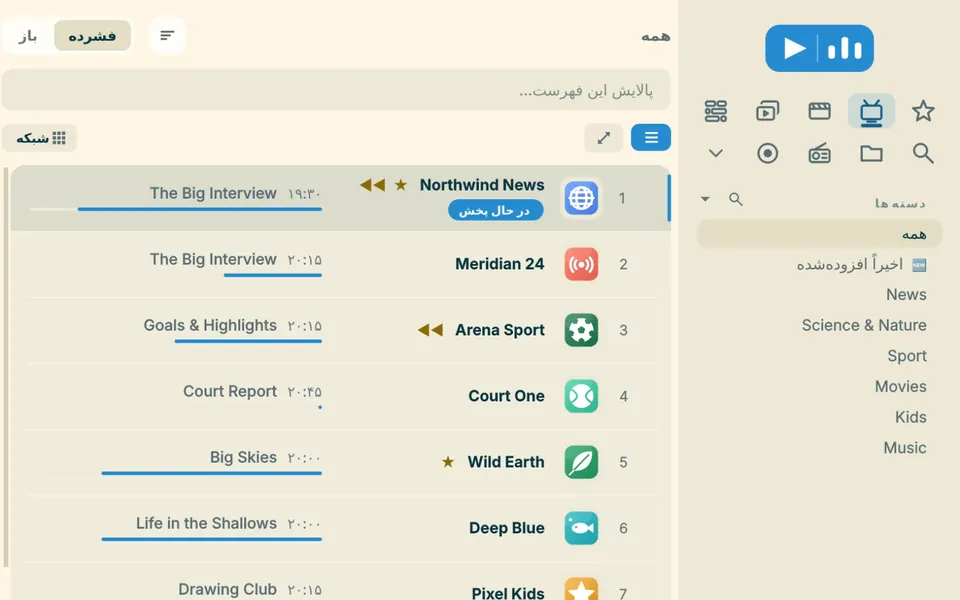 همه
فشرده
باز
پالایش این فهرست...
شبکه
1
Northwind News
در حال پخش
۱۹:۳۰ The Big Interview
2
Meridian 24
۲۰:۱۵ The Big Interview
3
Arena Sport
۲۰:۱۵ Goals & Highlights
4
Court One
۲۰:۴۵ Court Report
5
Wild Earth
۲۰:۰۰ Big Skies
6
Deep Blue
۲۰:۰۰ Life in the Shallows
7
Pixel Kids
۲۰:۱۵ Drawing Club
دسته ها
همه
اخیراً افزوده‌شده
News
Science & Nature
Sport
Movies
Kids
Music